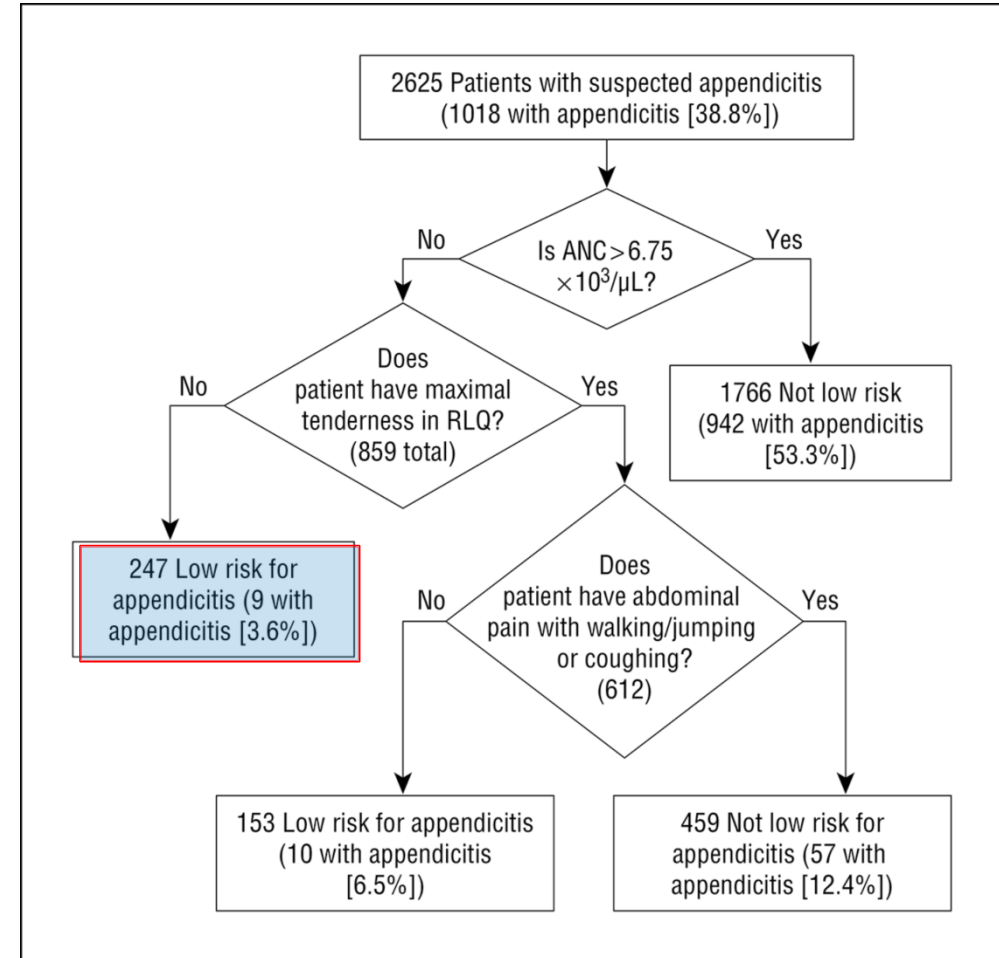 2625 Patients with suspected appendicitis
(1018 with appendicitis [38.8%])
No
Is ANC>6.75
×10³/µL?
Yes
No
Does
patient have maximal
tenderness in RLQ?
(859 total)
Yes
1766 Not low risk
(942 with appendicitis
[53.3%])
247 Low risk for
appendicitis (9 with
appendicitis [3.6%])
No
Does
patient have abdominal
pain with walking/jumping
or coughing?
(612)
Yes
153 Low risk for appendicitis
(10 with appendicitis
[6.5%])
459 Not low risk for
appendicitis (57 with
appendicitis [12.4%])